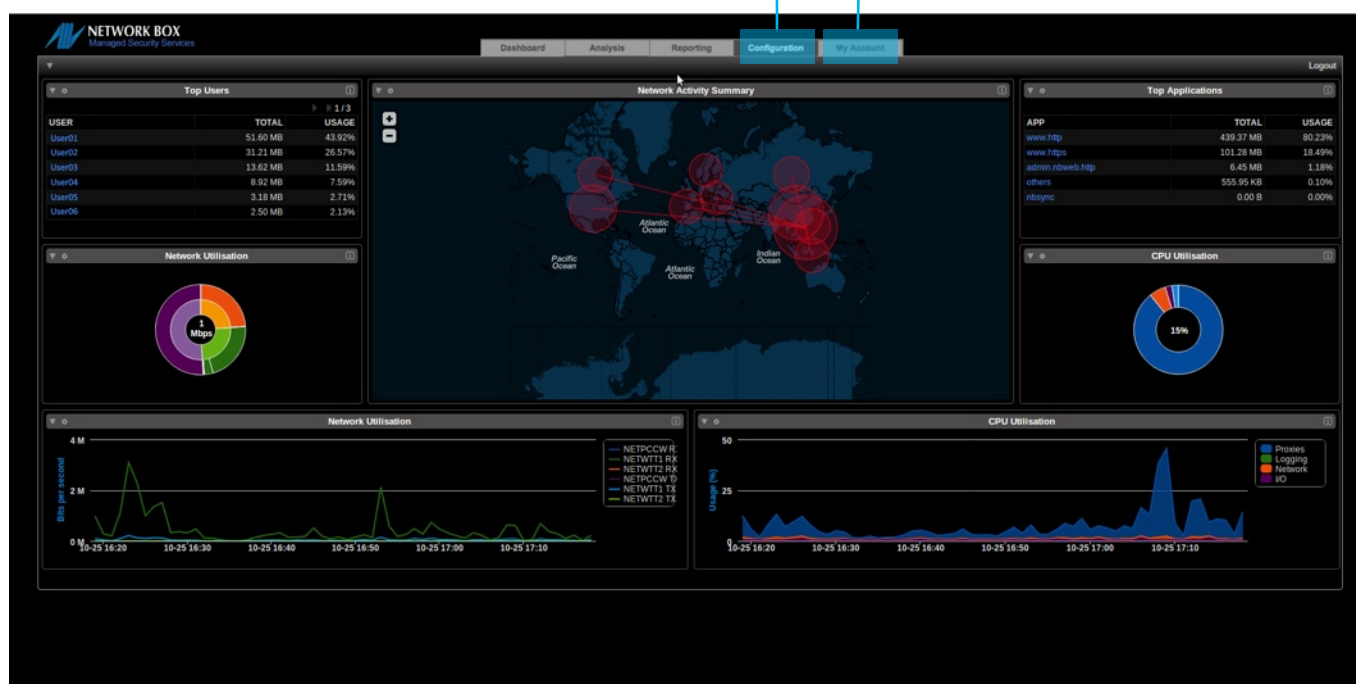 NETWORK BOX
Managed Security Services
Dashboard Analysis Reporting Configuration My Account
Logout
Top Users
1 / 3
USER TOTAL USAGE
User01 51.60 MB 43.92%
User02 31.21 MB 26.57%
User03 13.62 MB 11.59%
User04 8.92 MB 7.59%
User05 3.18 MB 2.71%
User06 2.50 MB 2.13%
Network Activity Summary
Atlantic
Ocean
Pacific
Ocean
Atlantic
Ocean
Indian
Ocean
Top Applications
APP TOTAL USAGE
www.http 439.37 MB 80.23%
www.https 101.28 MB 18.49%
admin.nbweb.http 6.45 MB 1.18%
others 555.95 KB 0.10%
nbsync 0.00 B 0.00%
Network Utilisation
1
Mbps
CPU Utilisation
15%
Network Utilisation
Bits per second
4 M
2 M
0 M
10-25 16:20 10-25 16:30 10-25 16:40 10-25 16:50 10-25 17:00 10-25 17:10
NETPCCW R
NETWTT1 RX
NETWTT2 RX
NETPCCW TX
NETWTT1 TX
NETWTT2 TX
CPU Utilisation
Usage (%)
50
25
0
10-25 16:20 10-25 16:30 10-25 16:40 10-25 16:50 10-25 17:00 10-25 17:10
Proxies
Logging
Network
I/O